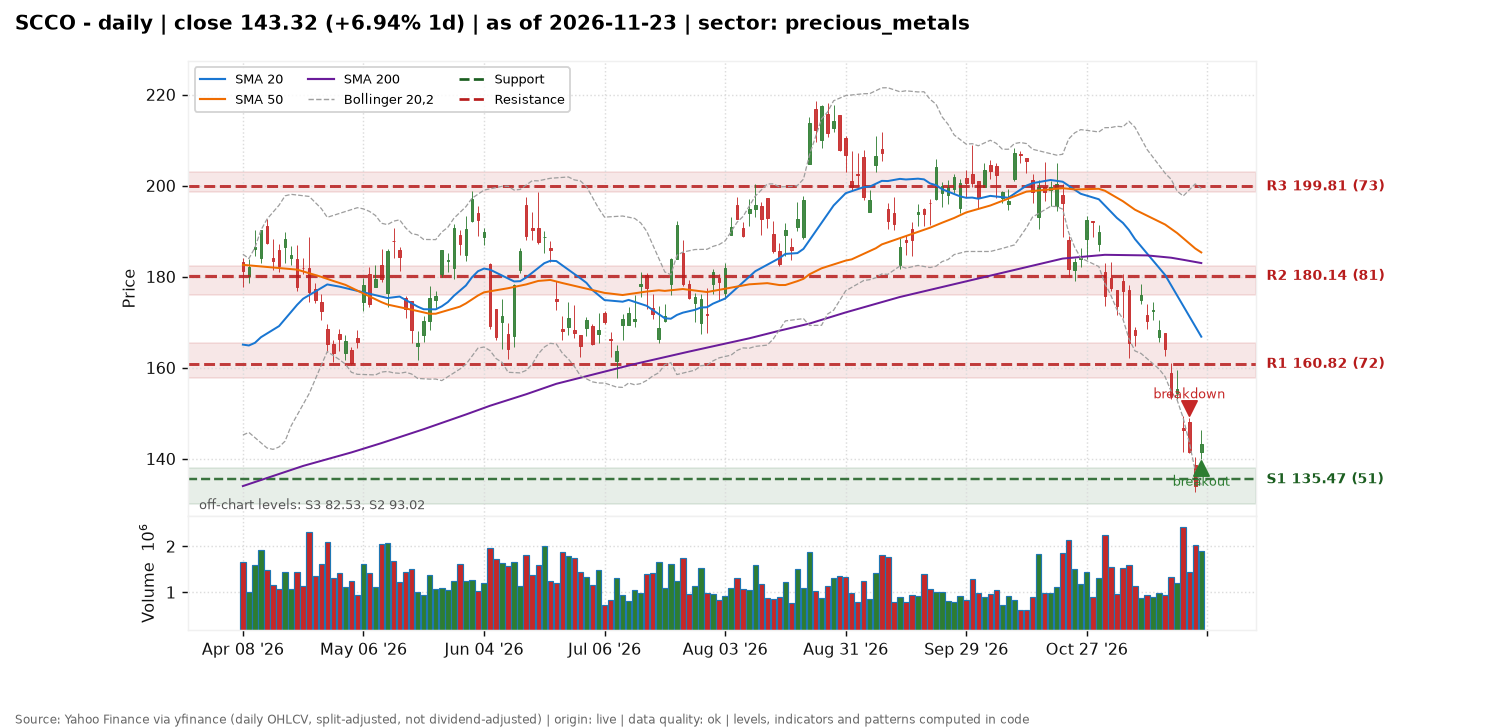 SCCO - daily | close 143.32 (+6.94% 1d) | as of 2026-11-23 | sector: precious_metals
SMA 20
SMA 50
SMA 200
Bollinger 20,2
Support
Resistance
Price
220
200
180
160
140
R3 199.81 (73)
R2 180.14 (81)
R1 160.82 (72)
S1 135.47 (51)
breakdown
breakout
off-chart levels: S3 82.53, S2 93.02
Volume 10⁶
2
1
Apr 08 '26 May 06 '26 Jun 04 '26 Jul 06 '26 Aug 03 '26 Aug 31 '26 Sep 29 '26 Oct 27 '26
Source: Yahoo Finance via yfinance (daily OHLCV, split-adjusted, not dividend-adjusted) | origin: live | data quality: ok | levels, indicators and patterns computed in code